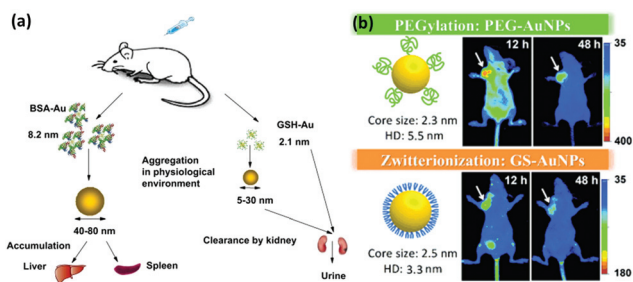 (a)
BSA-Au
8.2 nm
GSH-Au
2.1 nm
Aggregation
in physiological
environment
40-80 nm
5-30 nm
Accumulation
Liver
Spleen
Clearance by kidney
Urine
(b)
PEGylation: PEG-AuNPs
12 h
48 h
35
400
Core size: 2.3 nm
HD: 5.5 nm
Zwitterionization: GS-AuNPs
12 h
48 h
35
180
Core size: 2.5 nm
HD: 3.3 nm